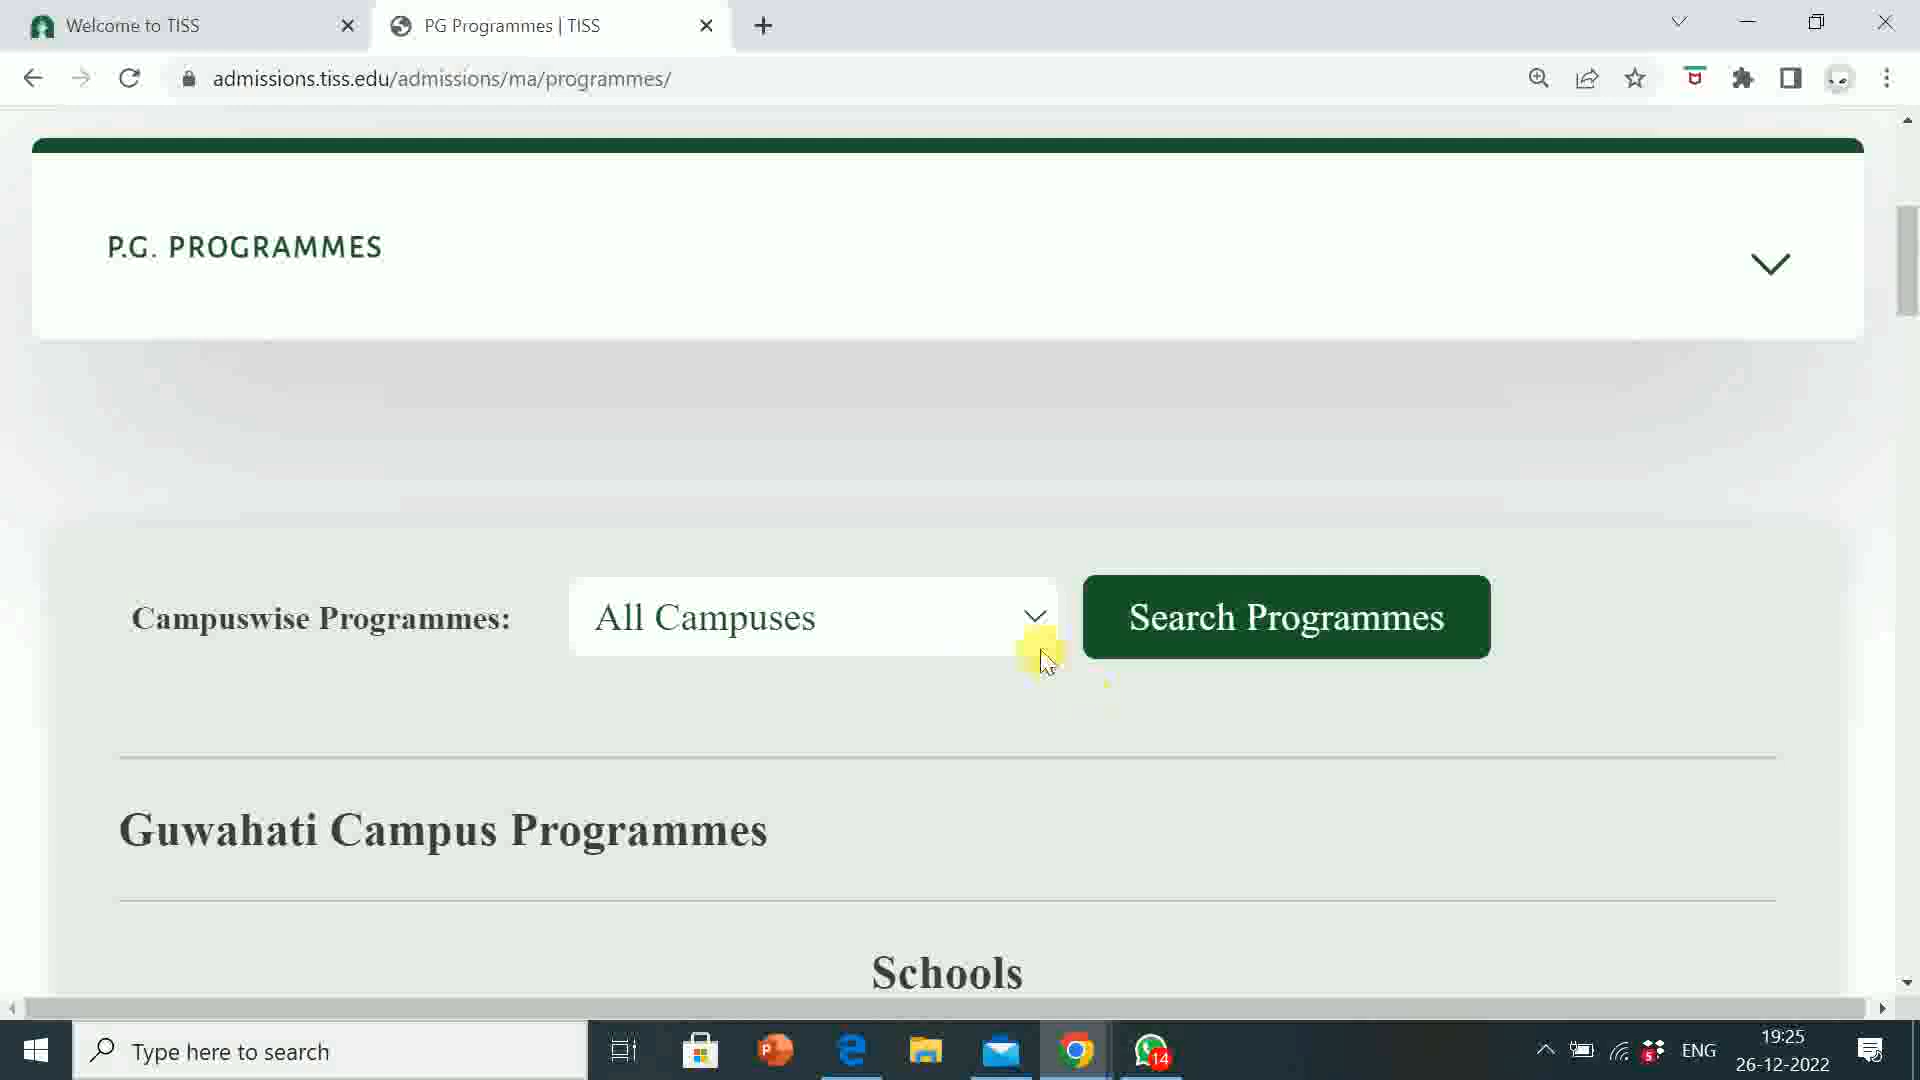 Welcome to TISS
PG Programmes | TISS
admissions.tiss.edu/admissions/ma/programmes/
P.G. PROGRAMMES
Campuswise Programmes:
All Campuses
Search Programmes
Guwahati Campus Programmes
Schools
Type here to search
14
5
ENG
19:25
26-12-2022